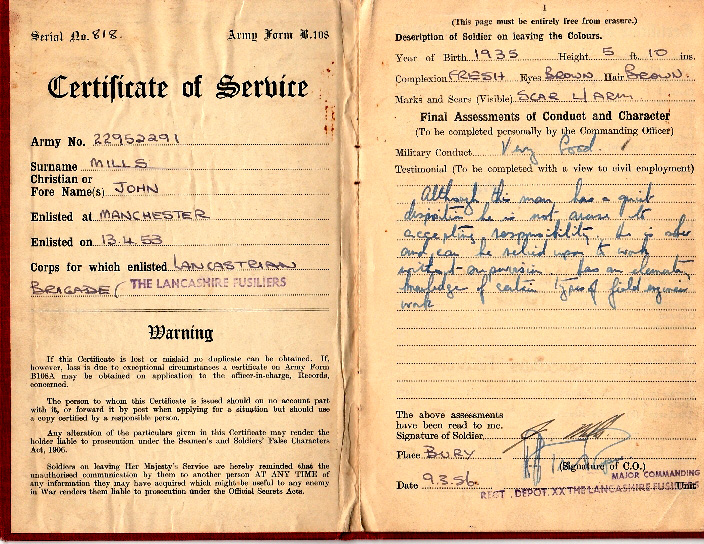 Serial No. 818. Army Form B.108
Certificate of Service
Army No. 22952291
Surname MILLS
Christian or
Fore Name(s) JOHN
Enlisted at MANCHESTER
Enlisted on 13.4.53
Corps for which enlisted LANCASTRIAN
BRIGADE ( THE LANCASHIRE FUSILIERS
Warning
If this Certificate is lost or mislaid no duplicate can be obtained. If,
however, loss is due to exceptional circumstances a certificate on Army Form
B108A may be obtained on application to the officer-in-charge, Records,
concerned.
The person to whom this Certificate is issued should on no account part
with it, or forward it by post when applying for a situation but should use
a copy certified by a responsible person.
Any alteration of the particulars given in this Certificate may render the
holder liable to prosecution under the Seamen's and Soldiers' False Characters
Act, 1906.
Soldiers on leaving Her Majesty's Service are hereby reminded that the
unauthorised communication by them to another person AT ANY TIME of
any information they may have acquired which might be useful to any enemy
in War renders them liable to prosecution under the Official Secrets Acts.
1
(This page must be entirely free from erasure.)
Description of Soldier on leaving the Colours.
Year of Birth 1935 Height 5 ft. 10 ins.
Complexion FRESH Eyes BROWN Hair BROWN.
Marks and Scars (Visible) SCAR L/ARM
Final Assessments of Conduct and Character
(To be completed personally by the Commanding Officer)
Military Conduct Very Good.
Testimonial (To be completed with a view to civil employment)
Although this man has a quiet
disposition he is not averse to
accepting responsibility. He is sober
and can be relied upon to work
without supervision. has an elementary
knowledge of certain types of field engineer
work
The above assessments
have been read to me.
Signature of Soldier
Place BURY
(Signature of C.O.)
MAJOR COMMANDING
Date 9.3.56. Unit
REGT. DEPOT. XX THE LANCASHIRE FUSILIERS